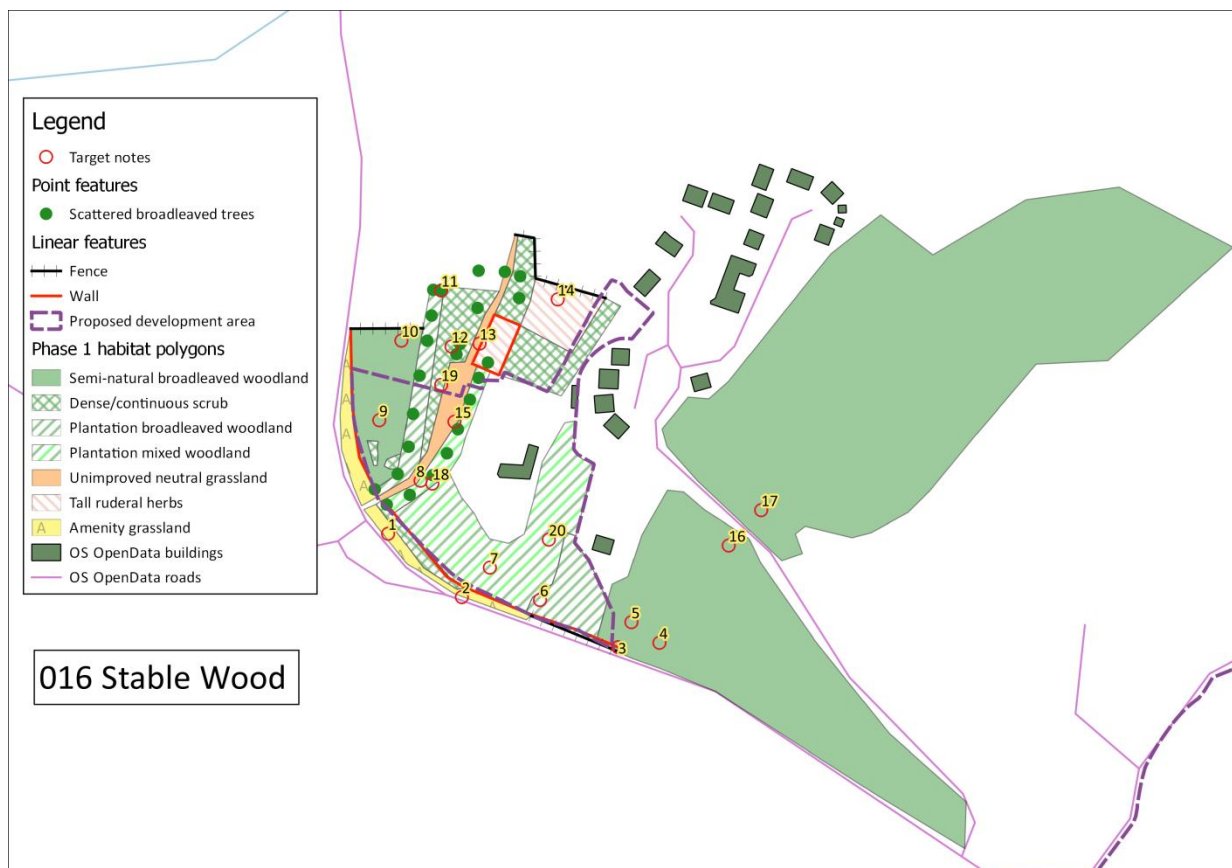 Legend
Target notes
Point features
Scattered broadleaved trees
Linear features
Fence
Wall
Proposed development area
Phase 1 habitat polygons
Semi-natural broadleaved woodland
Dense/continuous scrub
Plantation broadleaved woodland
Plantation mixed woodland
Unimproved neutral grassland
Tall ruderal herbs
A Amenity grassland
OS OpenData buildings
OS OpenData roads
016 Stable Wood
11
14
10
12
13
A
19
A
9
15
A
8
18
A
1
17
20
16
A
7
2
6
A
5
4
3